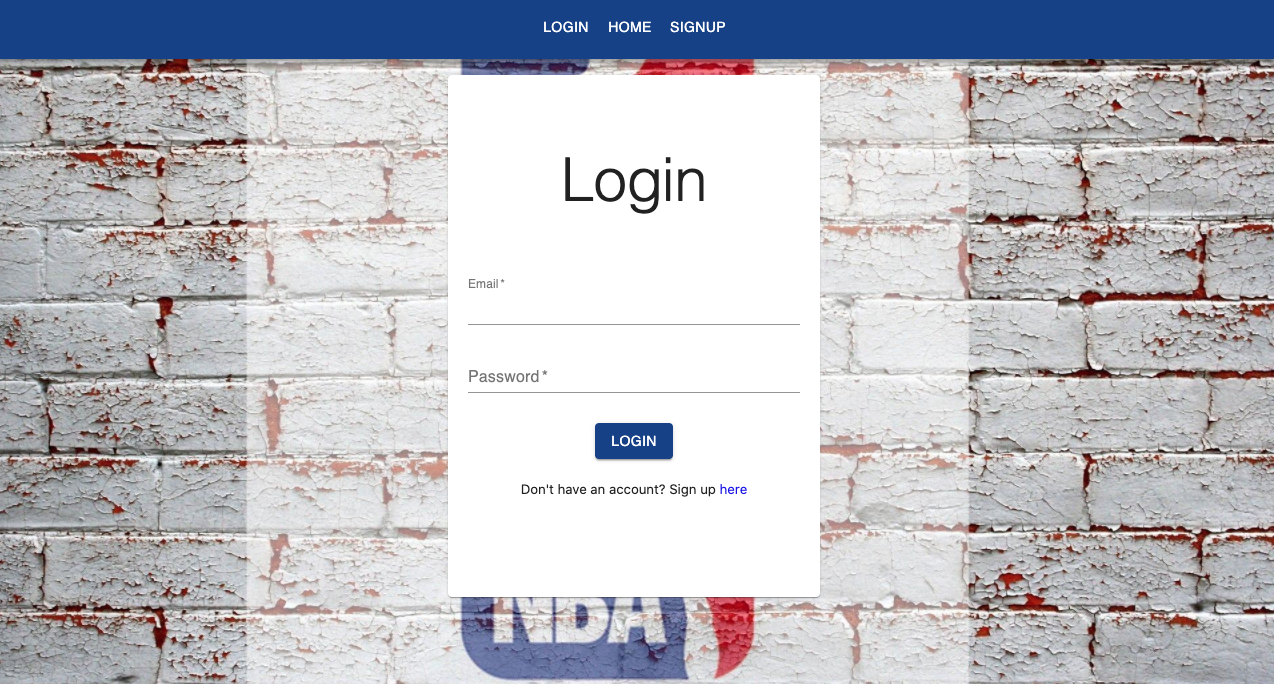 LOGIN HOME SIGNUP
Login
Email *
Password *
LOGIN
Don't have an account? Sign up here
NBA